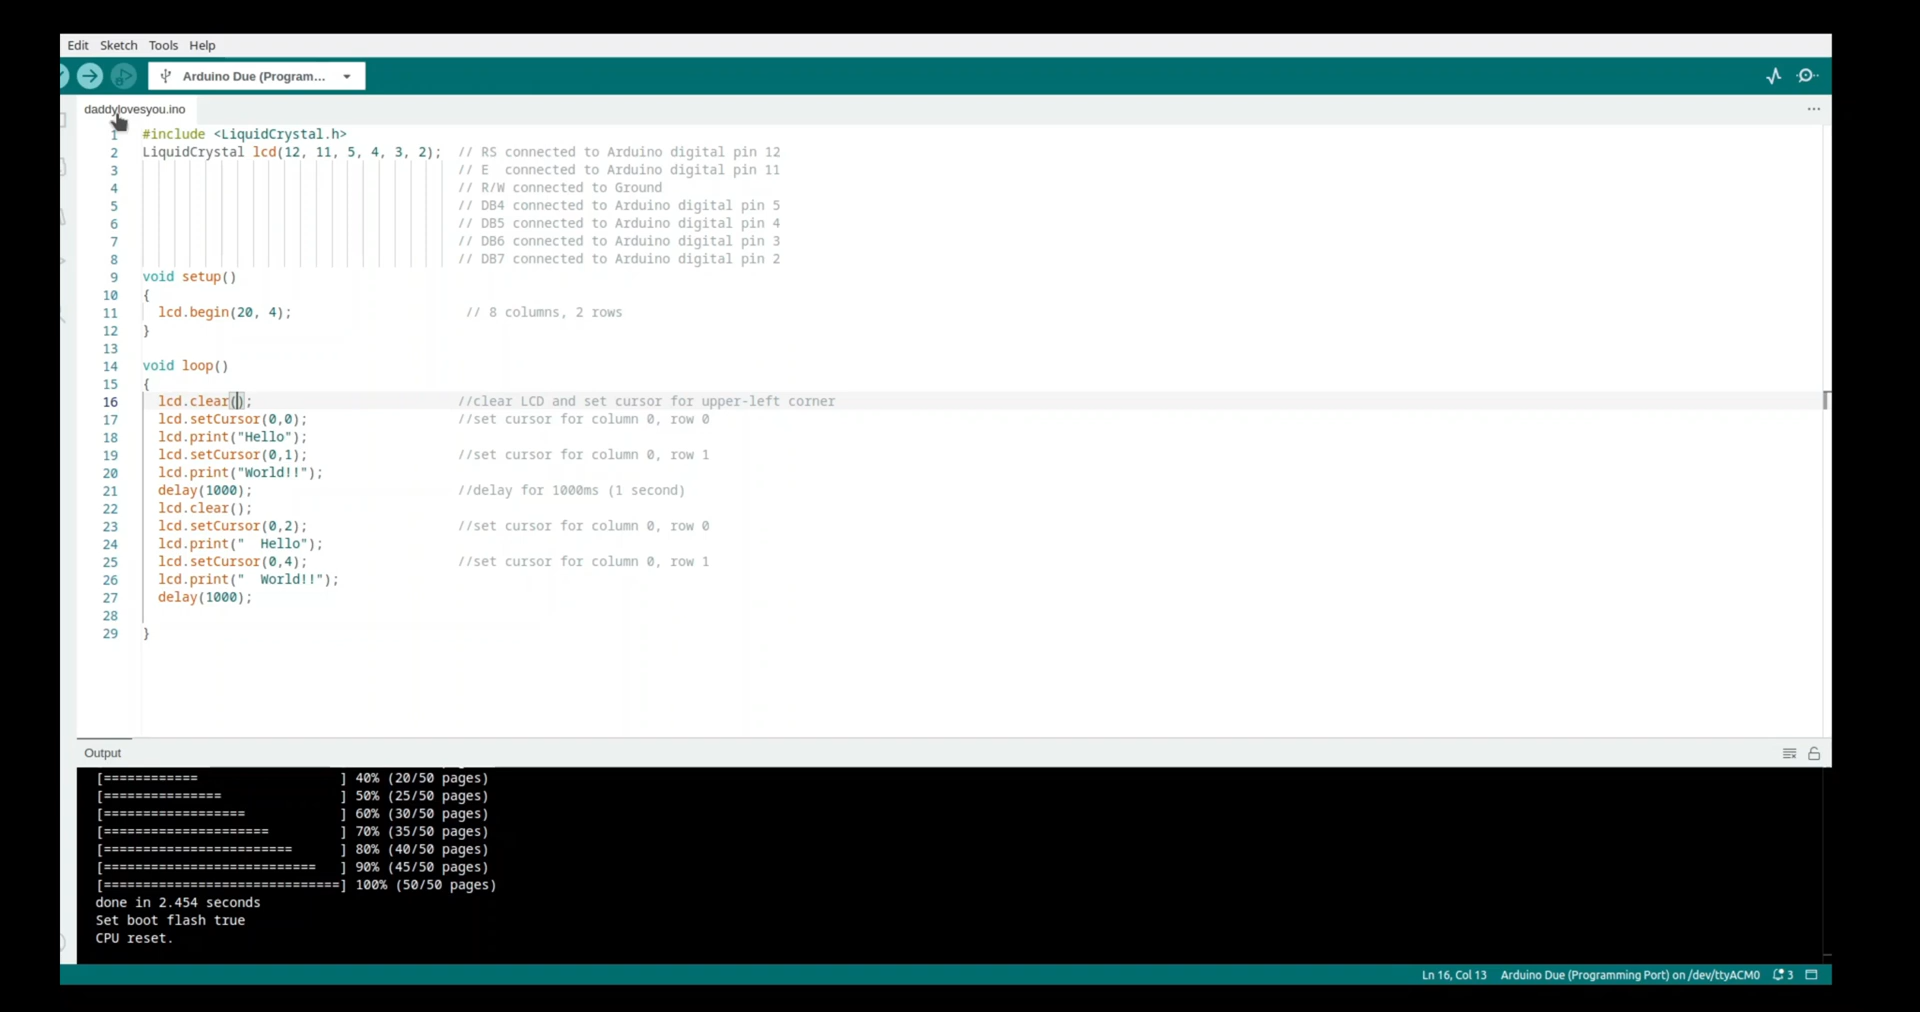 Edit Sketch Tools Help
Arduino Due (Program...
daddylovesyou.ino
1 #include <LiquidCrystal.h>
2 LiquidCrystal lcd(12, 11, 5, 4, 3, 2); // RS connected to Arduino digital pin 12
3 // E  connected to Arduino digital pin 11
4 // R/W connected to Ground
5 // DB4 connected to Arduino digital pin 5
6 // DB5 connected to Arduino digital pin 4
7 // DB6 connected to Arduino digital pin 3
8 // DB7 connected to Arduino digital pin 2
9 void setup()
10 {
11 lcd.begin(20, 4); // 8 columns, 2 rows
12 }
13
14 void loop()
15 {
16 lcd.clear(); //clear LCD and set cursor for upper-left corner
17 lcd.setCursor(0,0); //set cursor for column 0, row 0
18 lcd.print("Hello");
19 lcd.setCursor(0,1); //set cursor for column 0, row 1
20 lcd.print("World!!");
21 delay(1000); //delay for 1000ms (1 second)
22 lcd.clear();
23 lcd.setCursor(0,2); //set cursor for column 0, row 0
24 lcd.print("  Hello");
25 lcd.setCursor(0,4); //set cursor for column 0, row 1
26 lcd.print("  World!!");
27 delay(1000);
28
29 }
Output
[============                  ] 40% (20/50 pages)
[===============               ] 50% (25/50 pages)
[==================            ] 60% (30/50 pages)
[=====================         ] 70% (35/50 pages)
[========================      ] 80% (40/50 pages)
[===========================   ] 90% (45/50 pages)
[==============================] 100% (50/50 pages)
done in 2.454 seconds
Set boot flash true
CPU reset.
Ln 16, Col 13 Arduino Due (Programming Port) on /dev/ttyACM0 3